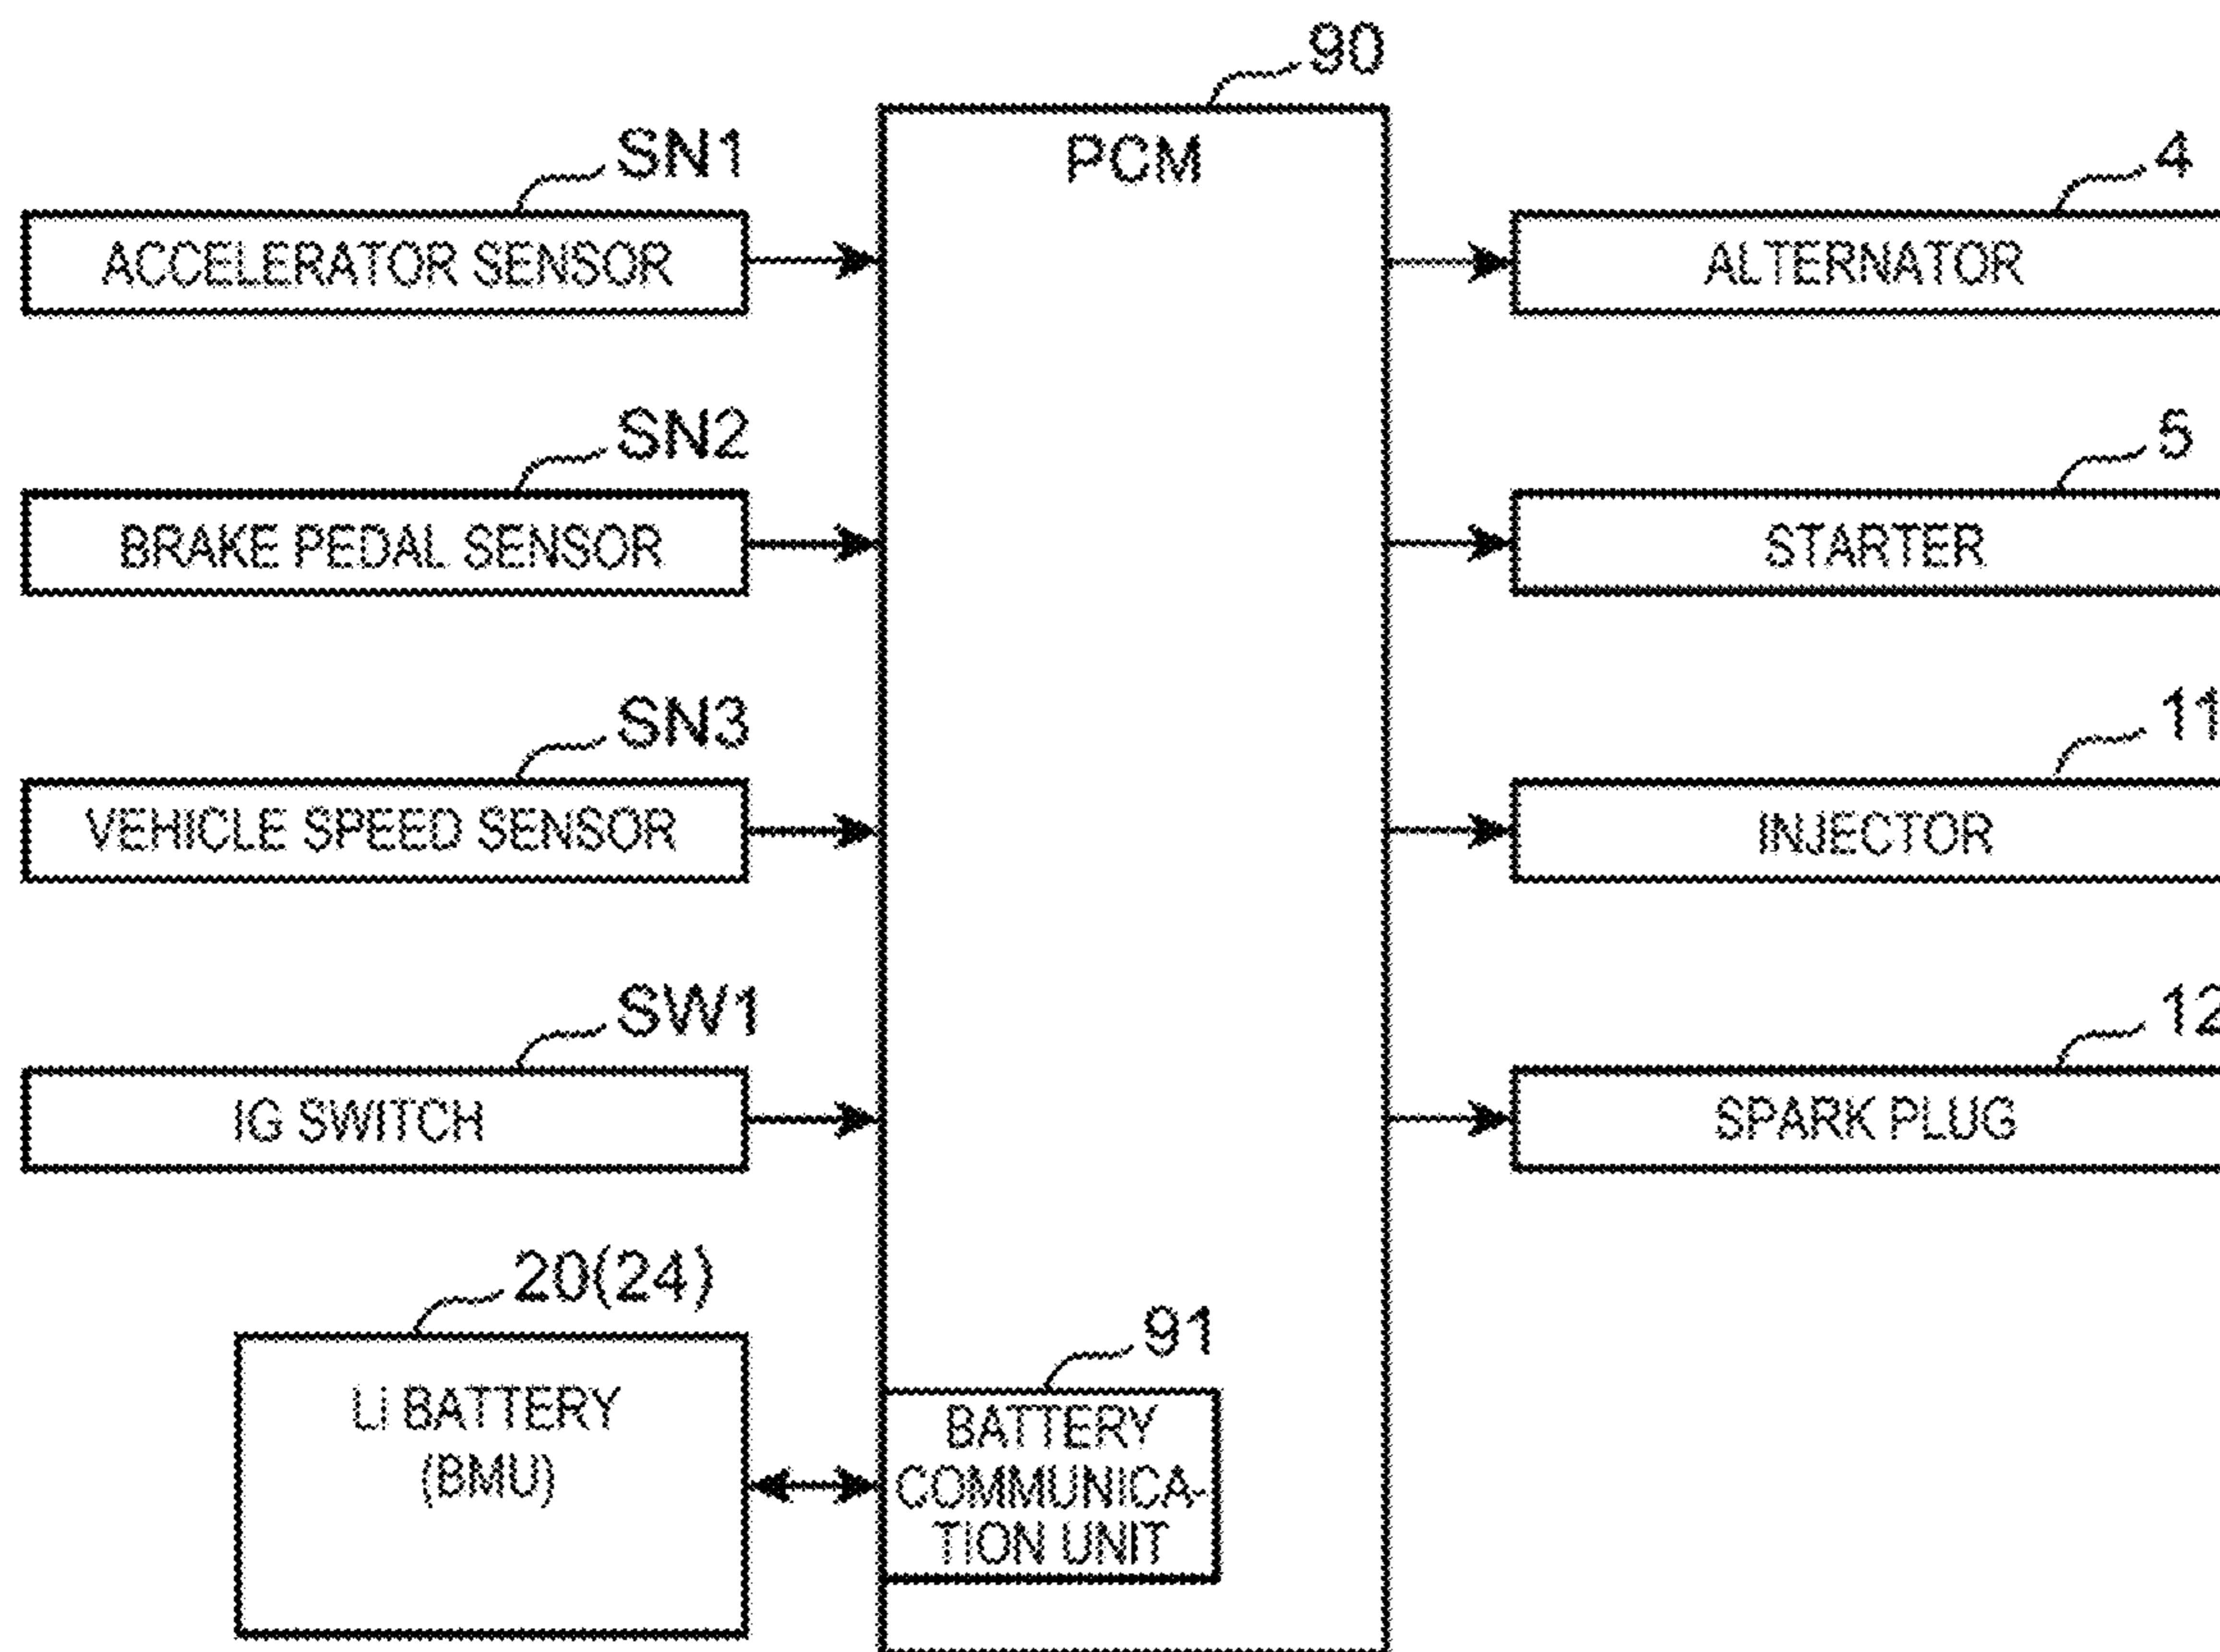 90
PCM
SN1
ACCELERATOR SENSOR
4
ALTERNATOR
SN2
BRAKE PEDAL SENSOR
5
STARTER
SN3
VEHICLE SPEED SENSOR
11
INJECTOR
SW1
IG SWITCH
12
SPARK PLUG
20(24)
Li BATTERY
(BMU)
91
BATTERY
COMMUNICA-
TION UNIT